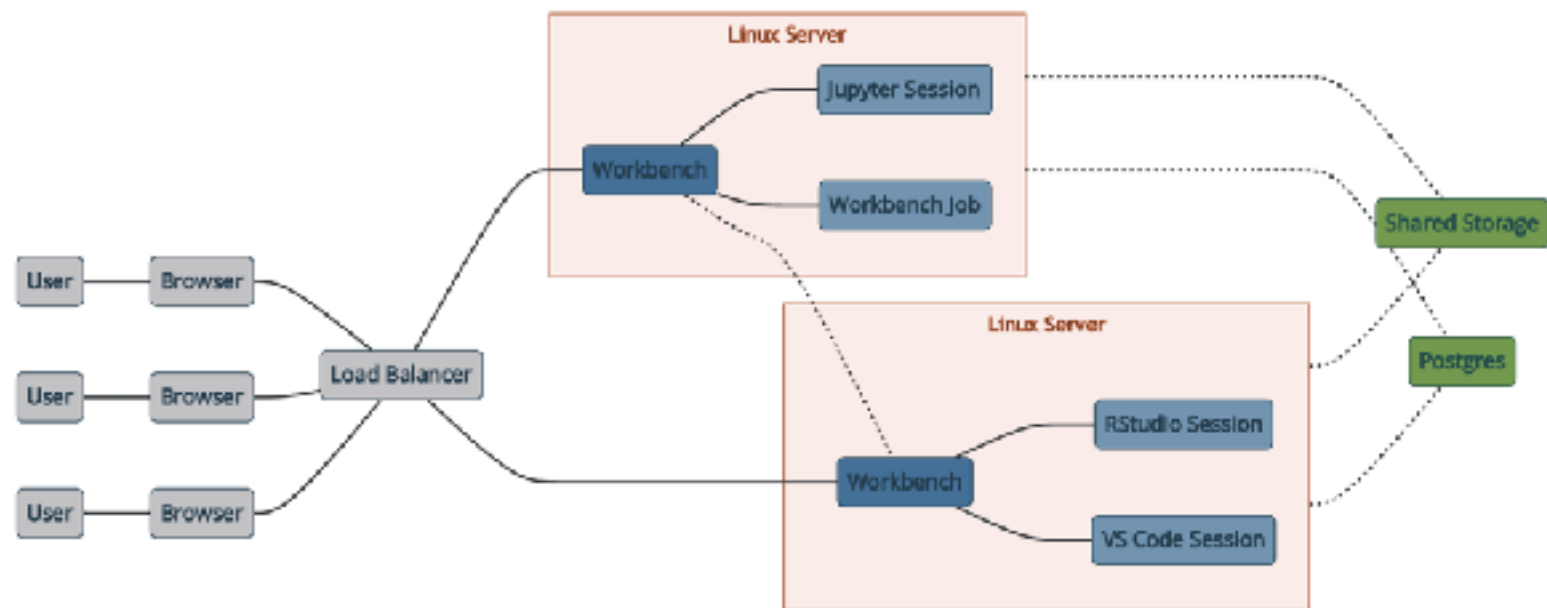 Linux Server
Jupyter Session
Workbench
Workbench Job
Shared Storage
User
Browser
Linux Server
Load Balancer
Postgres
User
Browser
RStudio Session
Workbench
User
Browser
VS Code Session